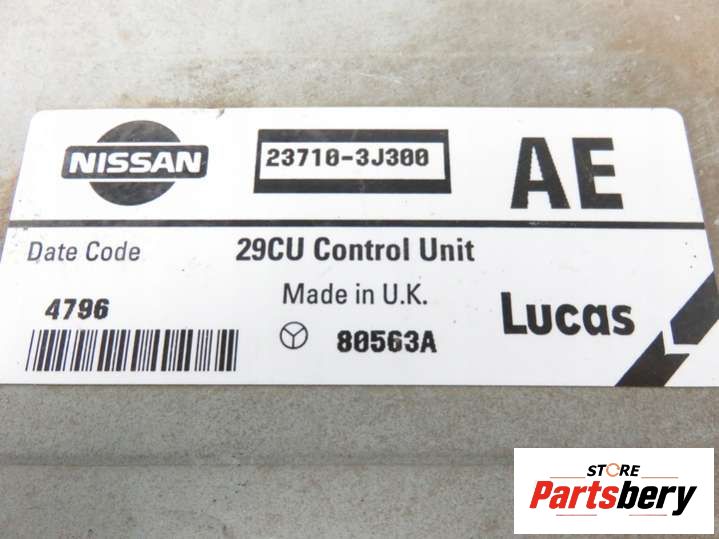 NISSAN
23710-3J300
AE
Date Code
29CU Control Unit
4796
Made in U.K.
80563A
Lucas
STORE
Partsbery